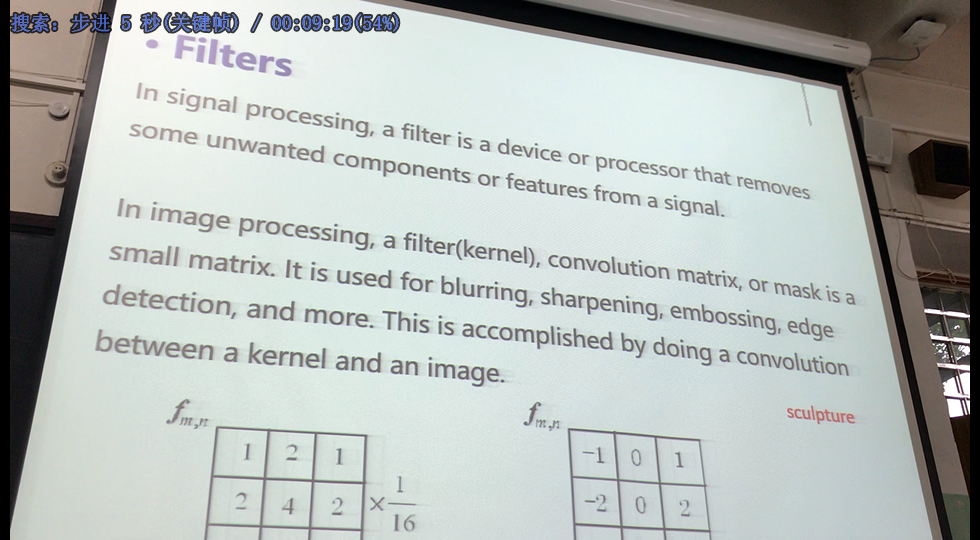 搜索: 步进 5 秒(关键帧) / 00:09:19(54%)
• Filters
In signal processing, a filter is a device or processor that removes
some unwanted components or features from a signal.
In image processing, a filter(kernel), convolution matrix, or mask is a
small matrix. It is used for blurring, sharpening, embossing, edge
detection, and more. This is accomplished by doing a convolution
between a kernel and an image.
sculpture
fm,n
1 2 1
2 4 2 × 1/16
fm,n
−1 0 1
−2 0 2